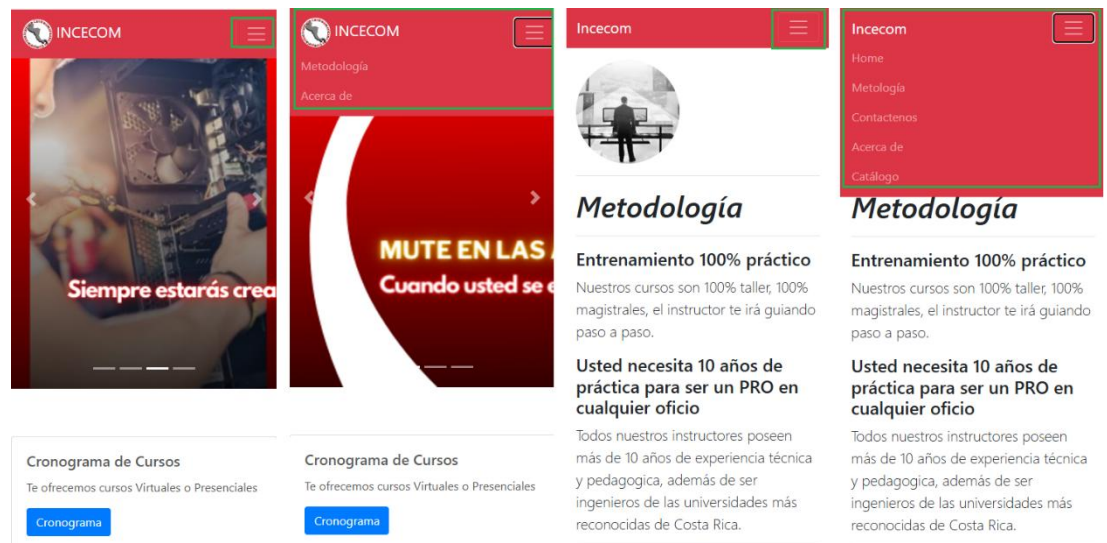 INCECOM
Siempre estarás crea
Cronograma de Cursos
Te ofrecemos cursos Virtuales o Presenciales
Cronograma
INCECOM
Metodología
Acerca de
MUTE EN LAS
Cuando usted se e
Cronograma de Cursos
Te ofrecemos cursos Virtuales o Presenciales
Cronograma
Incecom
Metodología
Entrenamiento 100% práctico
Nuestros cursos son 100% taller, 100%
magistrales, el instructor te irá guiando
paso a paso.
Usted necesita 10 años de
práctica para ser un PRO en
cualquier oficio
Todos nuestros instructores poseen
más de 10 años de experiencia técnica
y pedagogica, además de ser
ingenieros de las universidades más
reconocidas de Costa Rica.
Incecom
Home
Metología
Contactenos
Acerca de
Catálogo
Metodología
Entrenamiento 100% práctico
Nuestros cursos son 100% taller, 100%
magistrales, el instructor te irá guiando
paso a paso.
Usted necesita 10 años de
práctica para ser un PRO en
cualquier oficio
Todos nuestros instructores poseen
más de 10 años de experiencia técnica
y pedagogica, además de ser
ingenieros de las universidades más
reconocidas de Costa Rica.